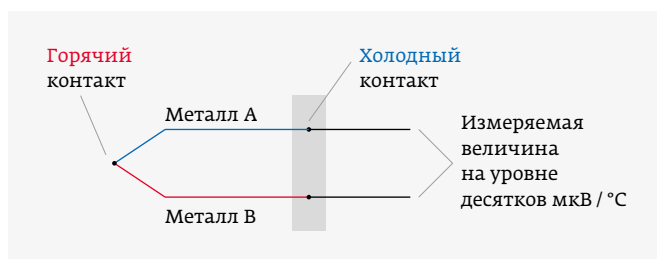 Горячий
контакт
Холодный
контакт
Металл А
Металл В
Измеряемая
величина
на уровне
десятков мкВ / °С